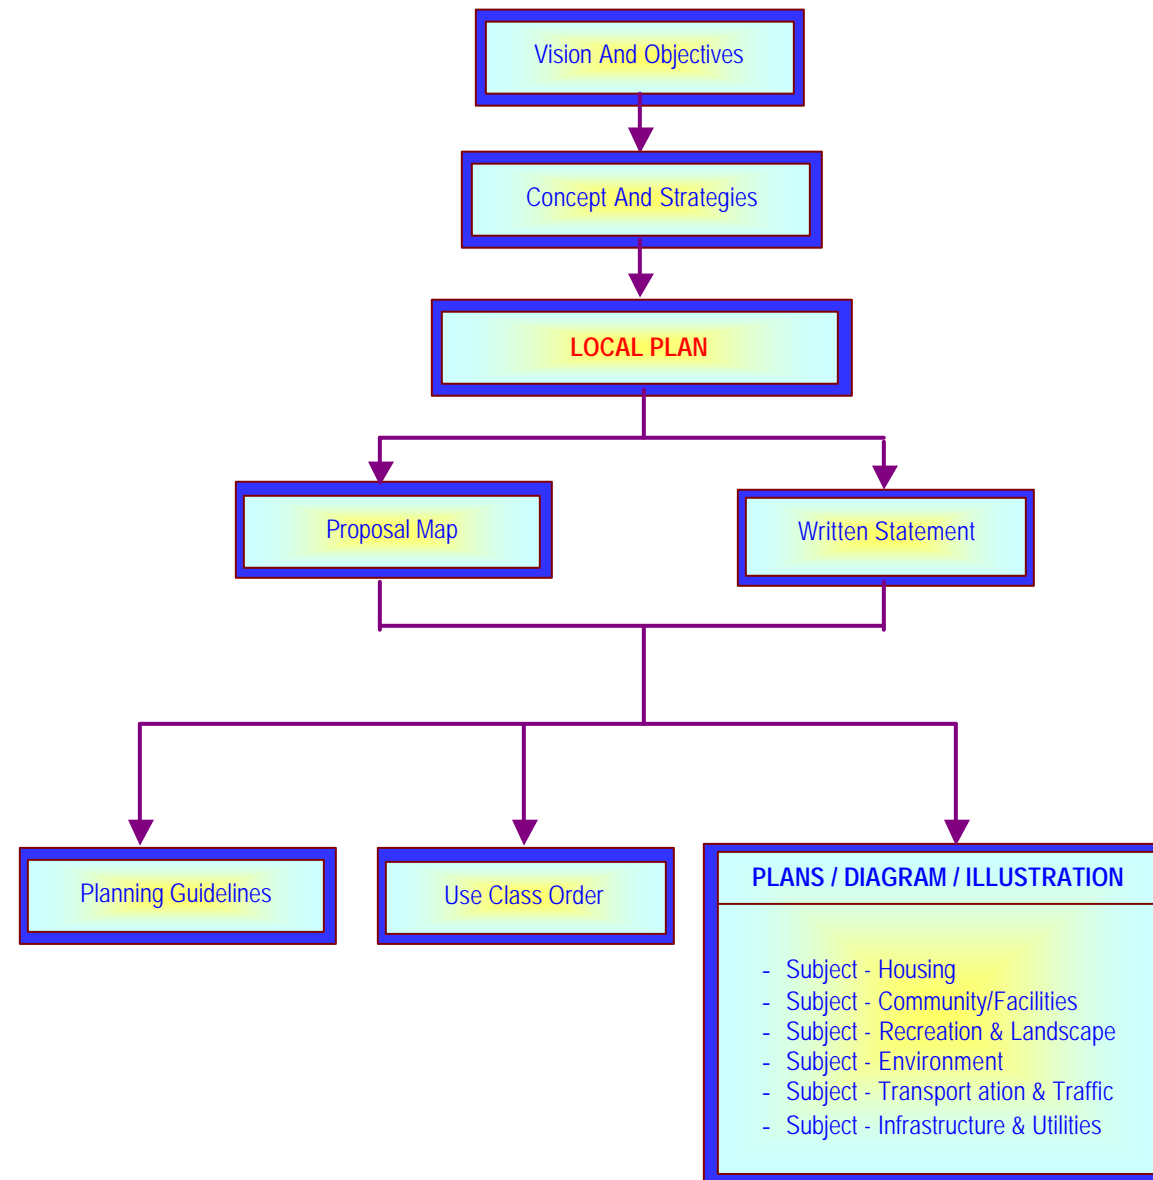 Vision And Objectives
Concept And Strategies
LOCAL PLAN
Proposal Map
Written Statement
Planning Guidelines
Use Class Order
PLANS / DIAGRAM / ILLUSTRATION
- Subject - Housing
- Subject - Community/Facilities
- Subject - Recreation & Landscape
- Subject - Environment
- Subject - Transport ation & Traffic
- Subject - Infrastructure & Utilities